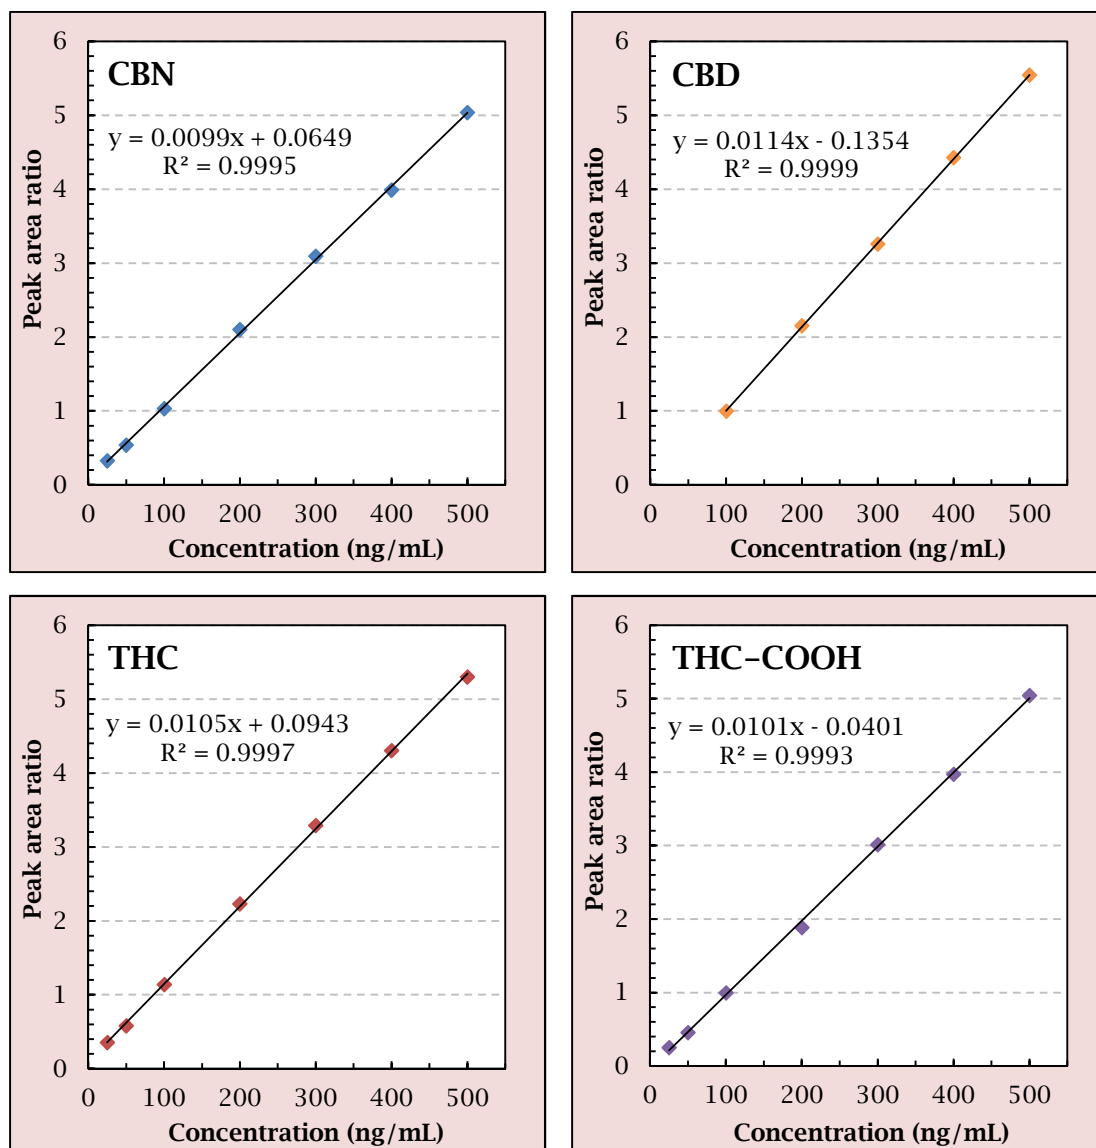 CBN
y = 0.0099x + 0.0649
R² = 0.9995
Peak area ratio
6
5
4
3
2
1
0
0 100 200 300 400 500
Concentration (ng/mL)
CBD
y = 0.0114x - 0.1354
R² = 0.9999
Peak area ratio
6
5
4
3
2
1
0
0 100 200 300 400 500
Concentration (ng/mL)
THC
y = 0.0105x + 0.0943
R² = 0.9997
Peak area ratio
6
5
4
3
2
1
0
0 100 200 300 400 500
Concentration (ng/mL)
THC-COOH
y = 0.0101x - 0.0401
R² = 0.9993
Peak area ratio
6
5
4
3
2
1
0
0 100 200 300 400 500
Concentration (ng/mL)